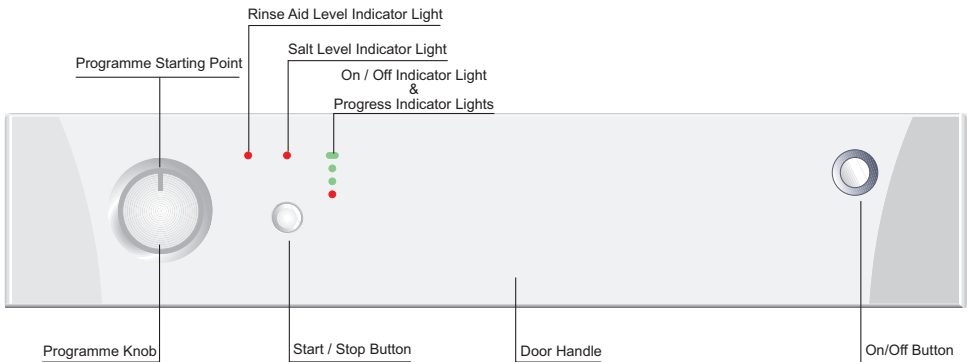 Rinse Aid Level Indicator Light
Salt Level Indicator Light
Programme Starting Point
On / Off Indicator Light
&
Progress Indicator Lights
Programme Knob
Start / Stop Button
Door Handle
On/Off Button